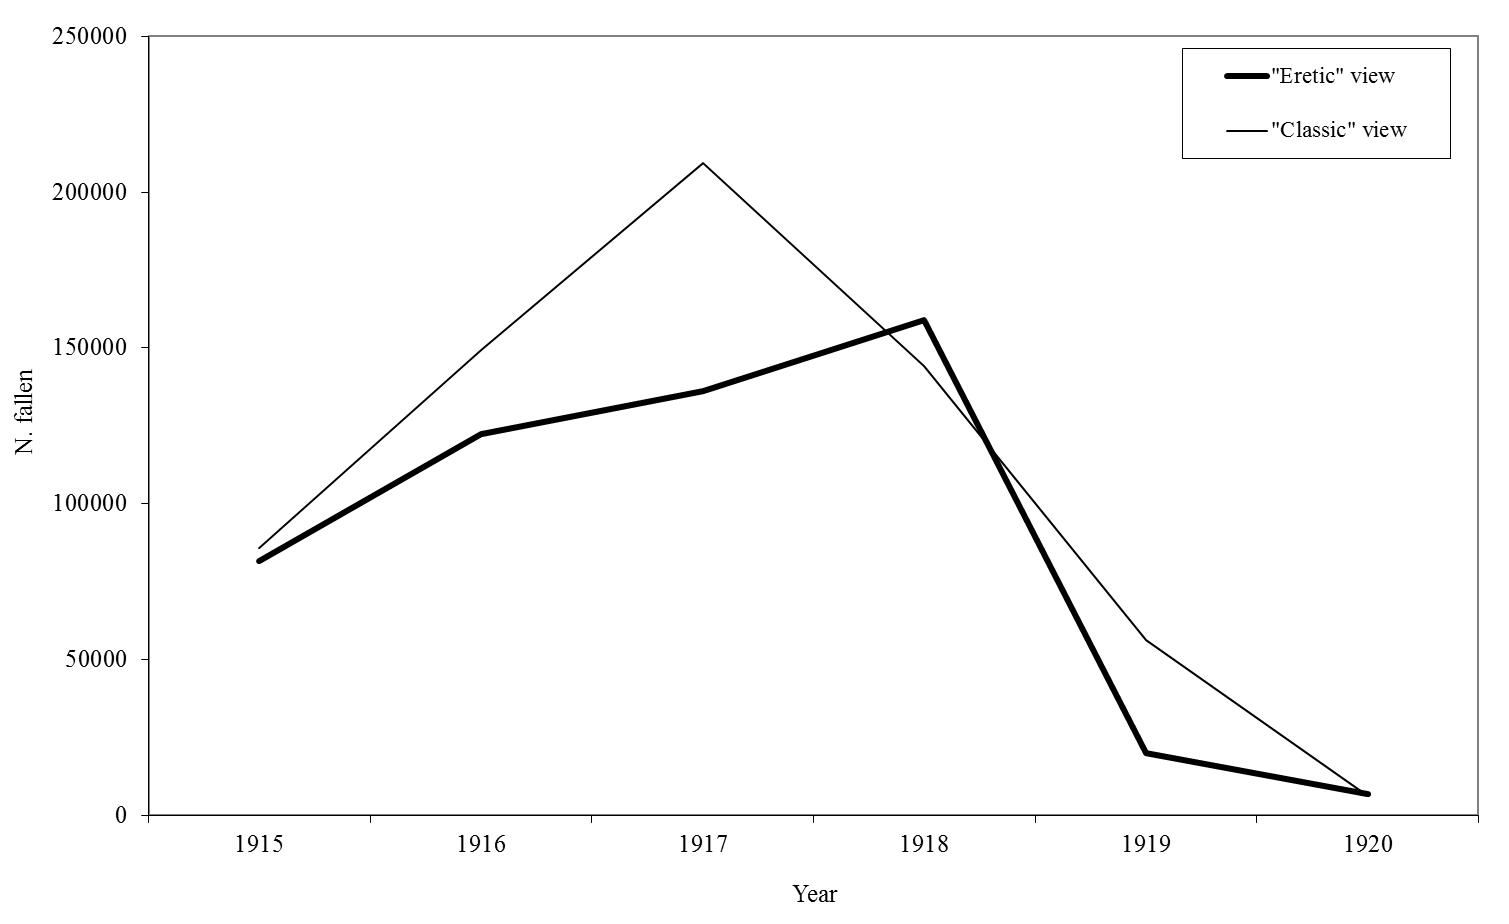 250000
200000
150000
100000
50000
0
N. fallen
"Eretic" view
"Classic" view
1915 1916 1917 1918 1919 1920
Year